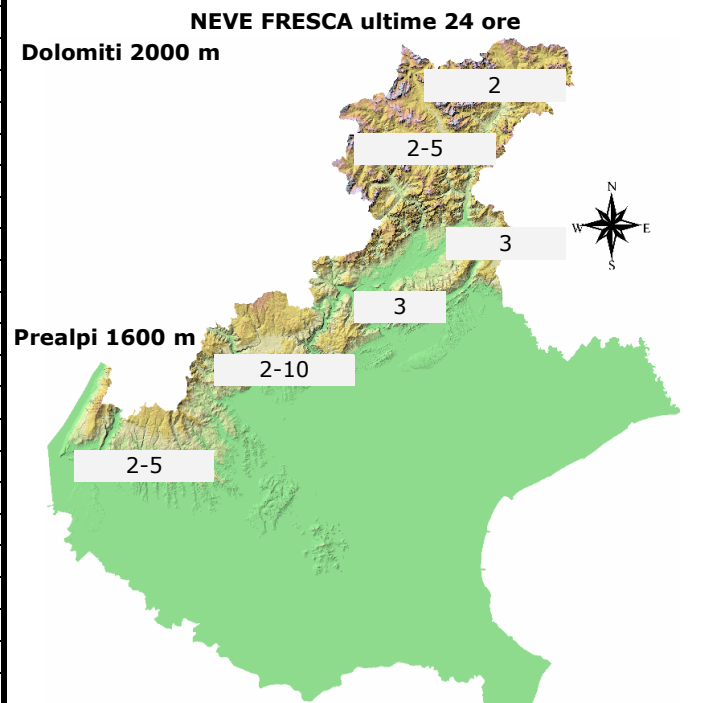 NEVE FRESCA ultime 24 ore
Dolomiti 2000 m
2
2-5
N
W E
S
3
3
Prealpi 1600 m
2-10
2-5